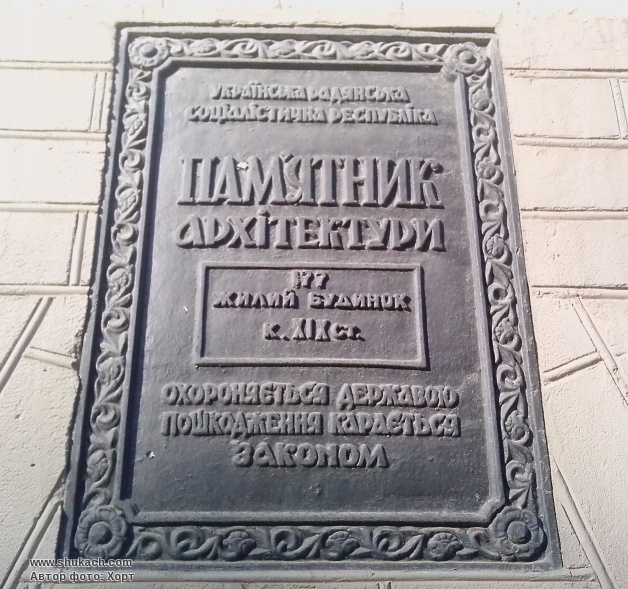 Українська Радянська
Соціалістична Республіка
ПАМ'ЯТНИК
АРХІТЕКТУРИ
177
ЖИЛИЙ БУДИНОК
К. XIX СТ.
ОХОРОНЯЄТЬСЯ ДЕРЖАВОЮ
ПОШКОДЖЕННЯ КАРАЄТЬСЯ
ЗАКОНОМ
www.shukach.com
Автор фото: Хорт